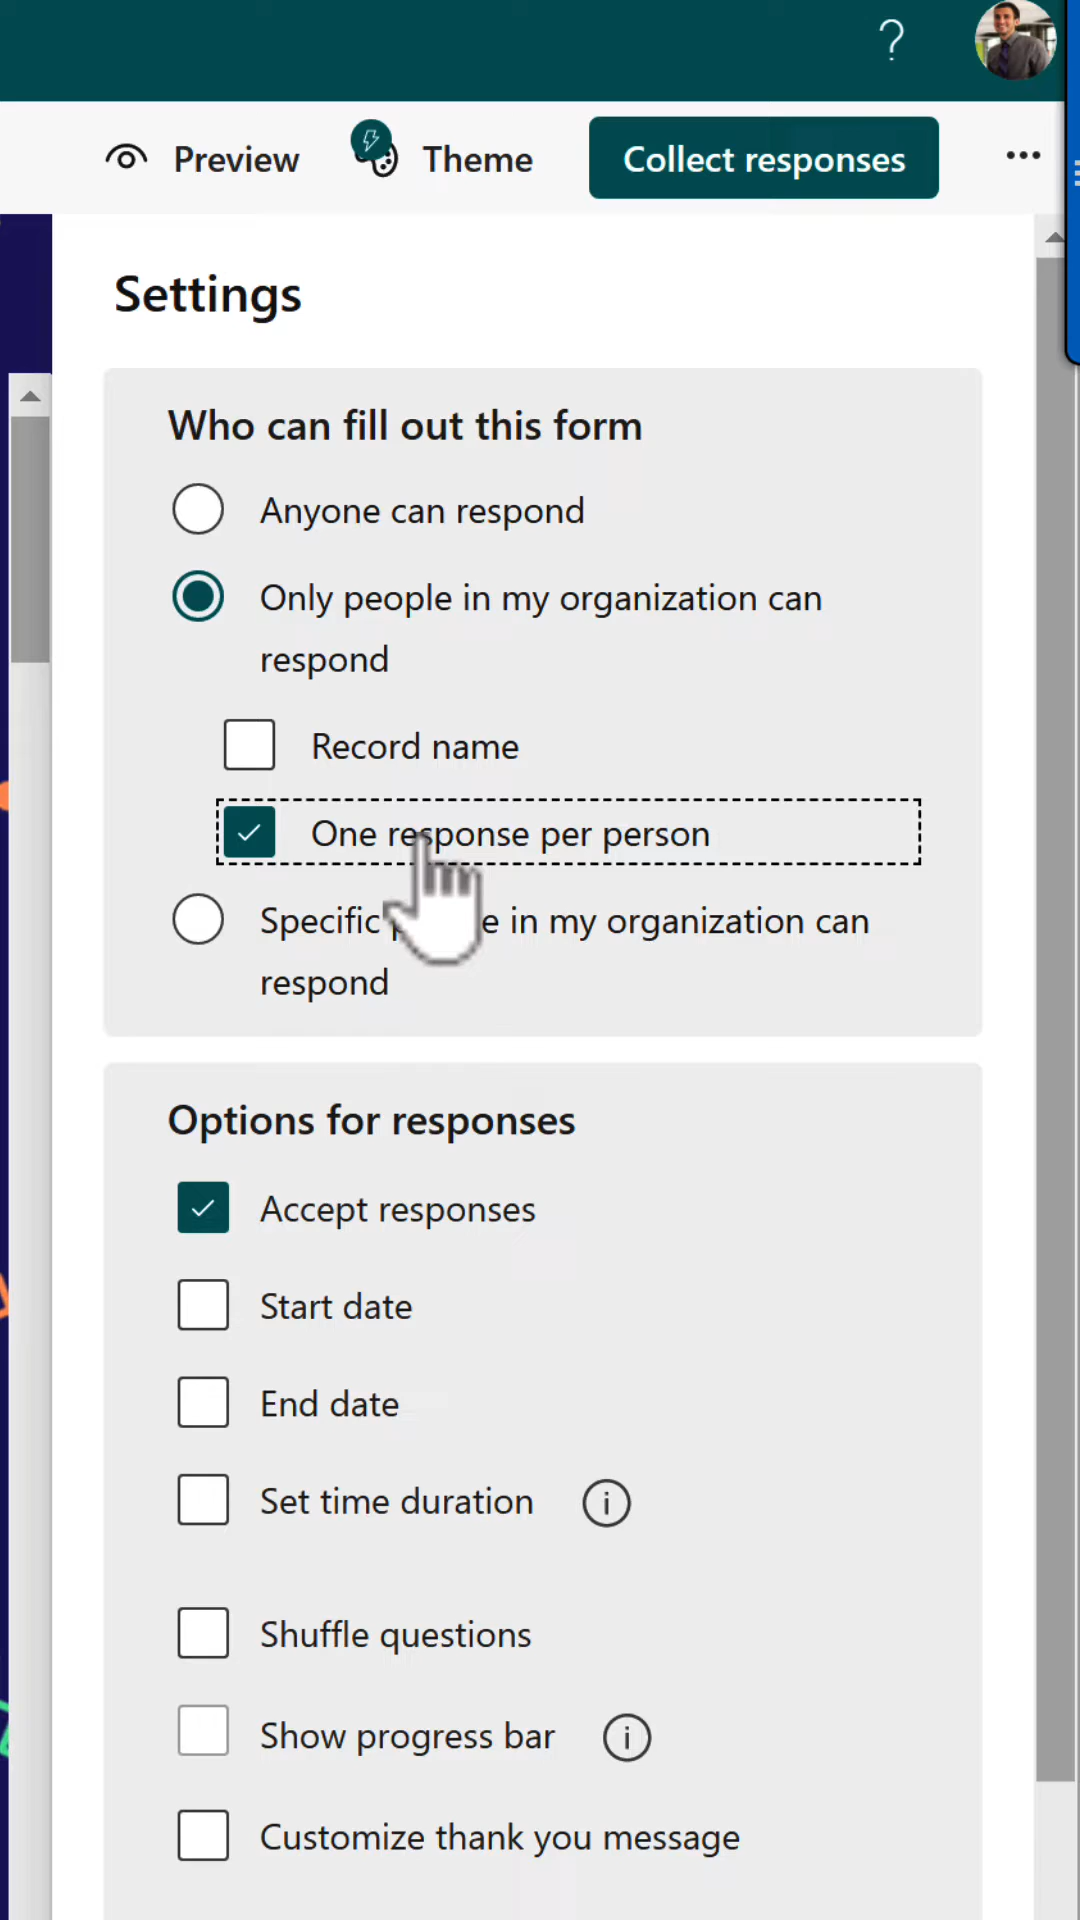 Preview Theme Collect responses
Settings
Who can fill out this form
Anyone can respond
Only people in my organization can
respond
Record name
One response per person
Specific e in my organization can
respond
Options for responses
Accept responses
Start date
End date
Set time duration
Shuffle questions
Show progress bar
Customize thank you message